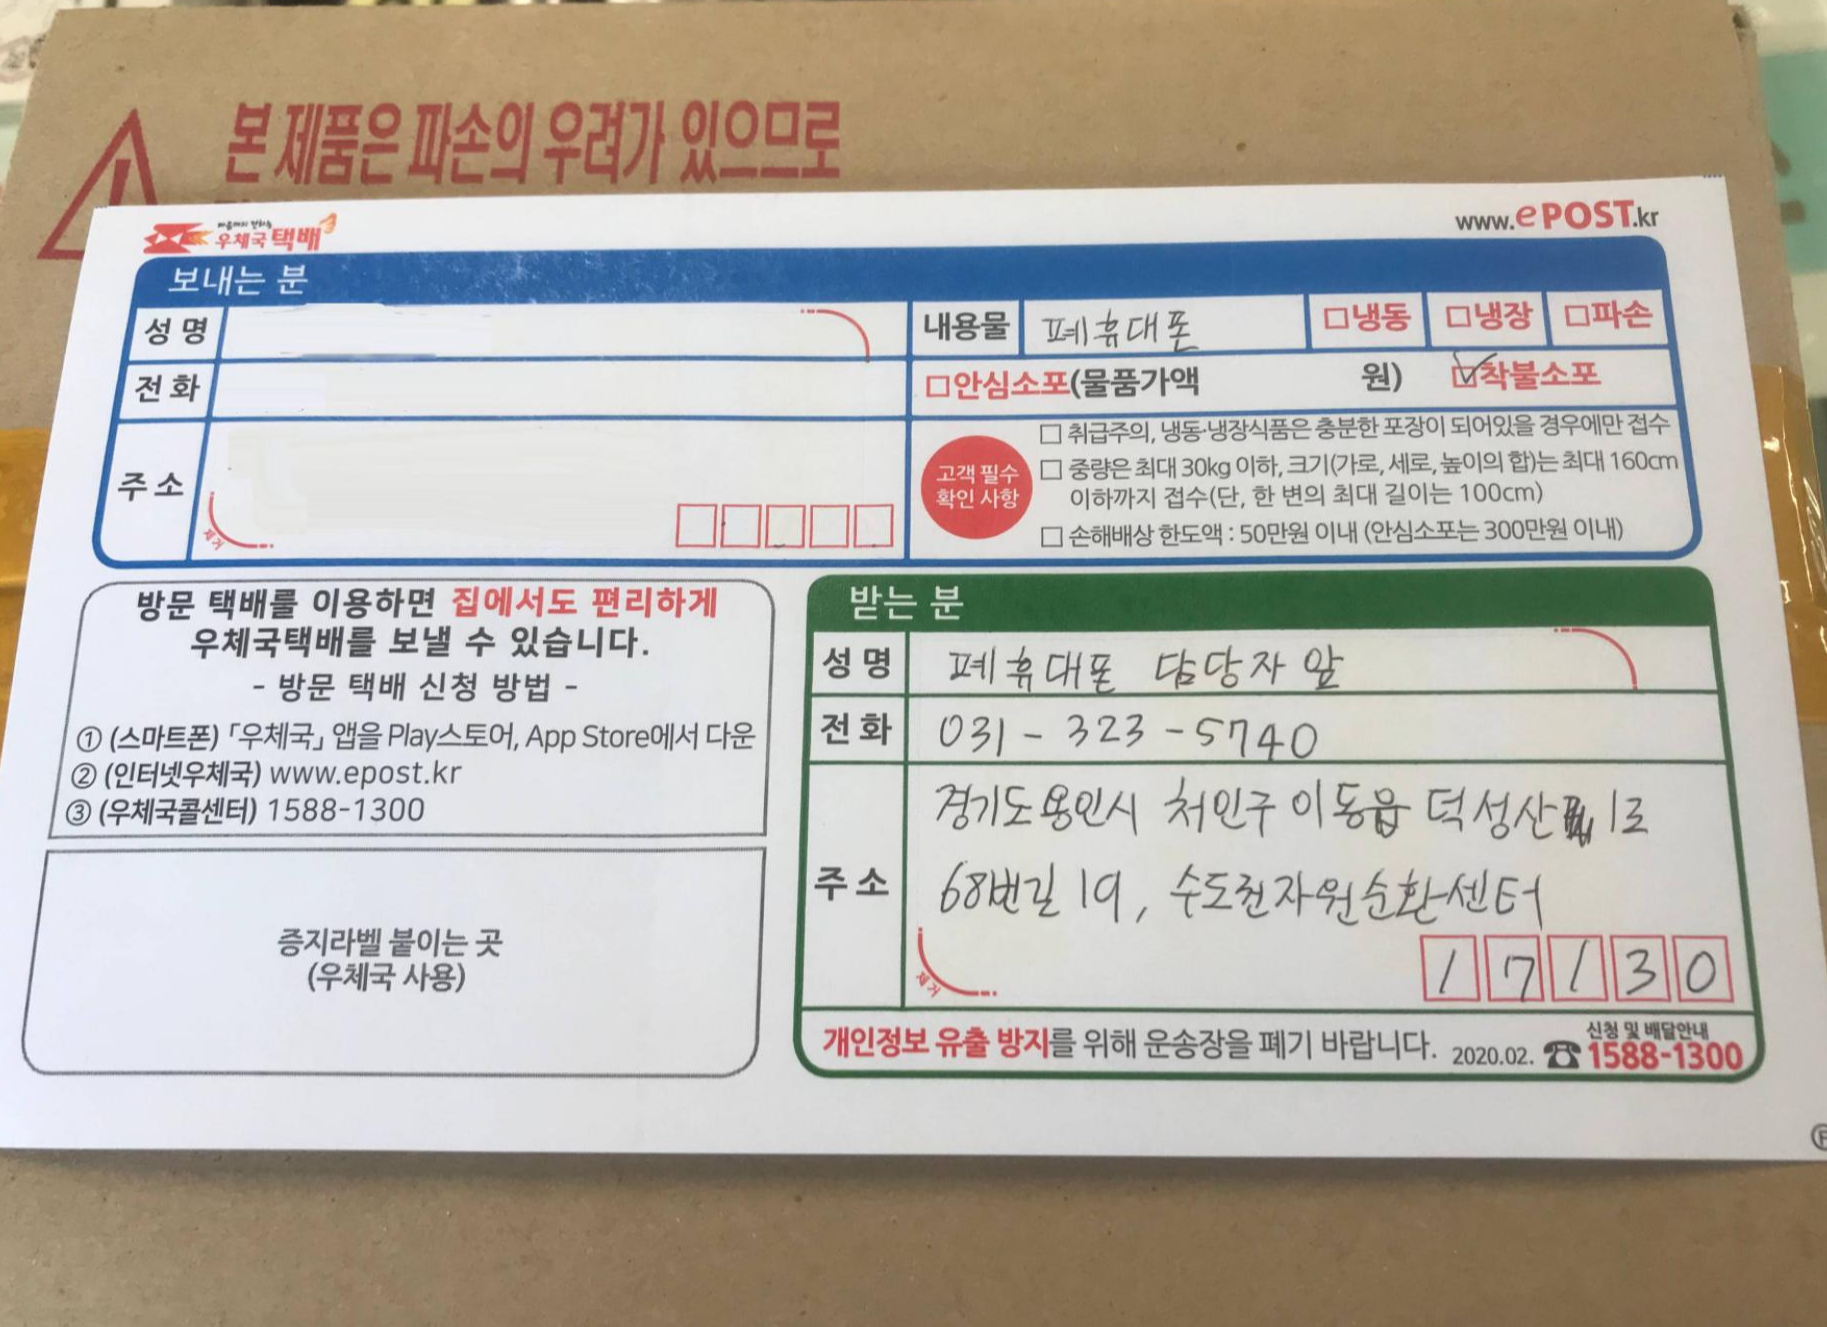 본 제품은 파손의 우려가 있으므로
우체국 택배
www.ePOST.kr
보내는 분
성 명
내용물 폐휴대폰 □냉동 □냉장 □파손
전 화
□안심소포(물품가액 원) ☑착불소포
주 소
고객 필수
확인 사항
□ 취급주의, 냉동·냉장식품은 충분한 포장이 되어있을 경우에만 접수
□ 중량은 최대 30kg 이하, 크기(가로, 세로, 높이의 합)는 최대 160cm
이하까지 접수(단, 한 변의 최대 길이는 100cm)
□ 손해배상 한도액 : 50만원 이내 (안심소포는 300만원 이내)
제거
방문 택배를 이용하면 집에서도 편리하게
우체국택배를 보낼 수 있습니다.
- 방문 택배 신청 방법 -
① (스마트폰) 「우체국」 앱을 Play스토어, App Store에서 다운
② (인터넷우체국) www.epost.kr
③ (우체국콜센터) 1588-1300
증지라벨 붙이는 곳
(우체국 사용)
받는 분
성 명 폐휴대폰 담당자 앞
전 화 031-323-5740
주 소 경기도 용인시 처인구 이동읍 덕성산 1로
68번길 19, 수도권자원순환센터
제거
17130
개인정보 유출 방지를 위해 운송장을 폐기 바랍니다. 2020.02.
신청 및 배달안내
☎1588-1300